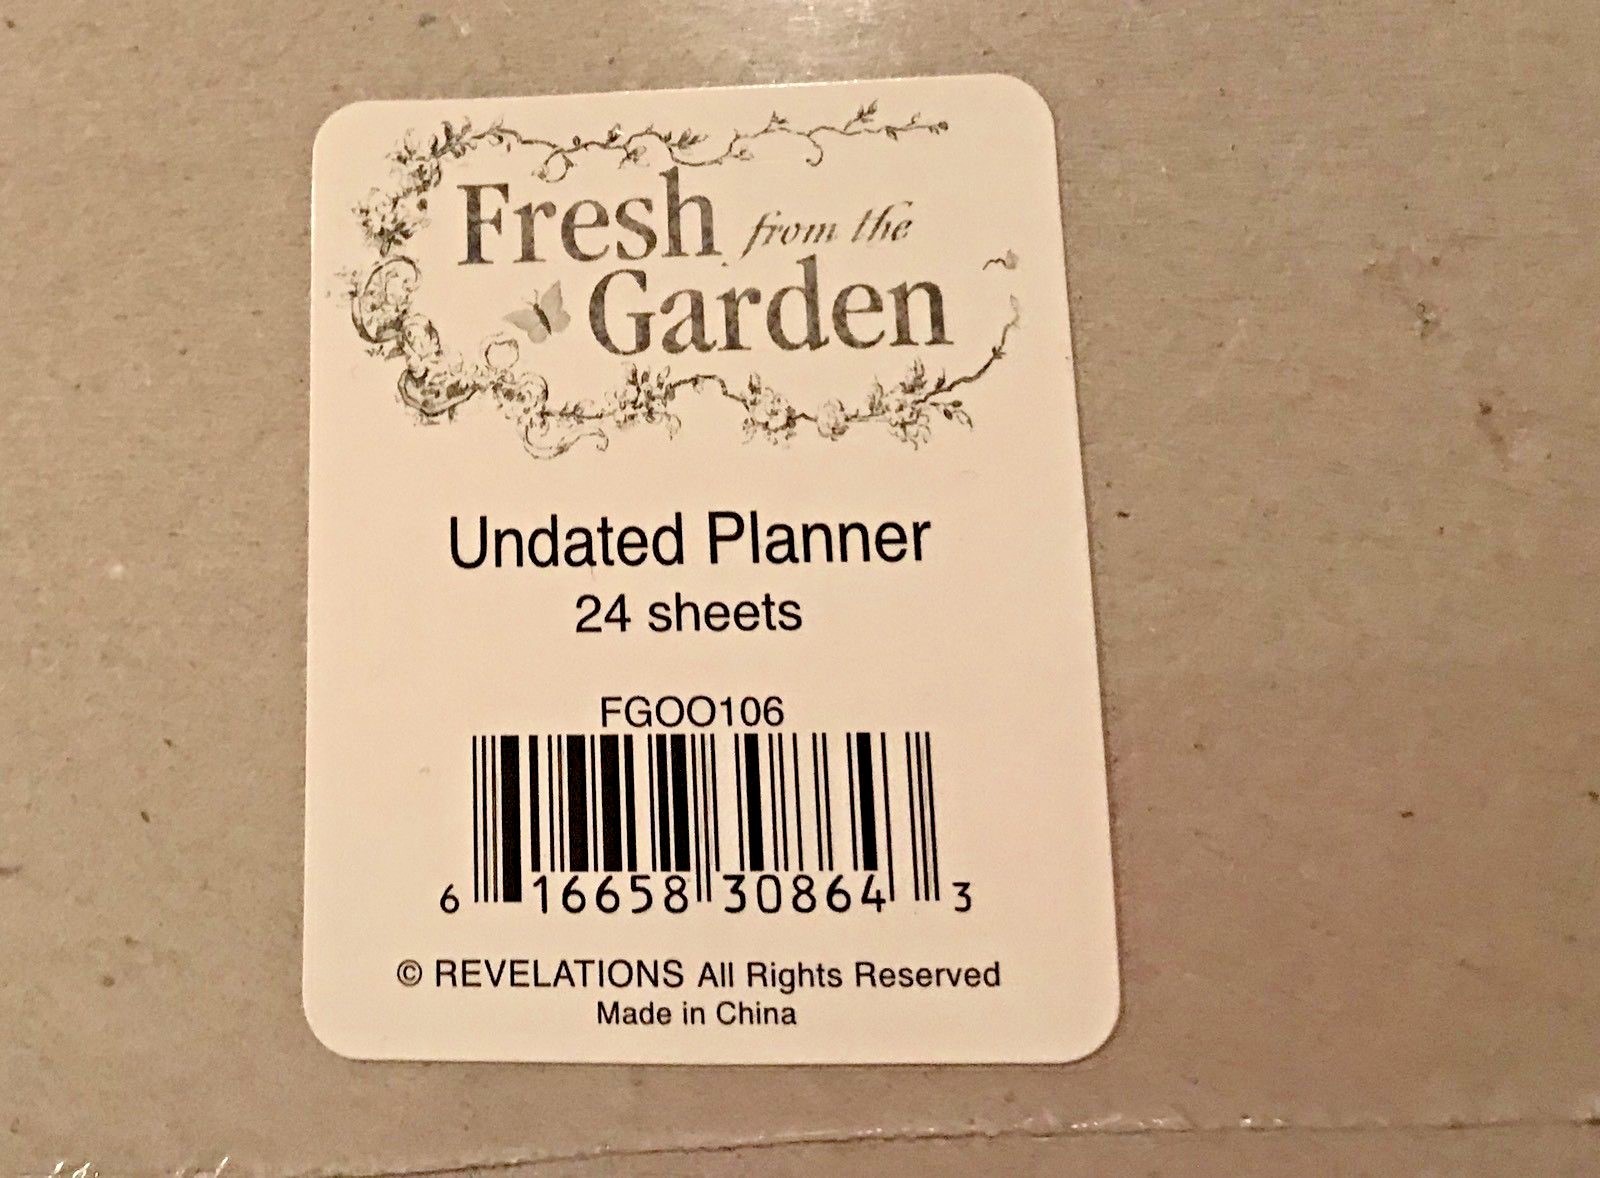 Fresh from the
Garden
Undated Planner
24 sheets
FGOO106
6 16658 30864 3
© REVELATIONS All Rights Reserved
Made in China